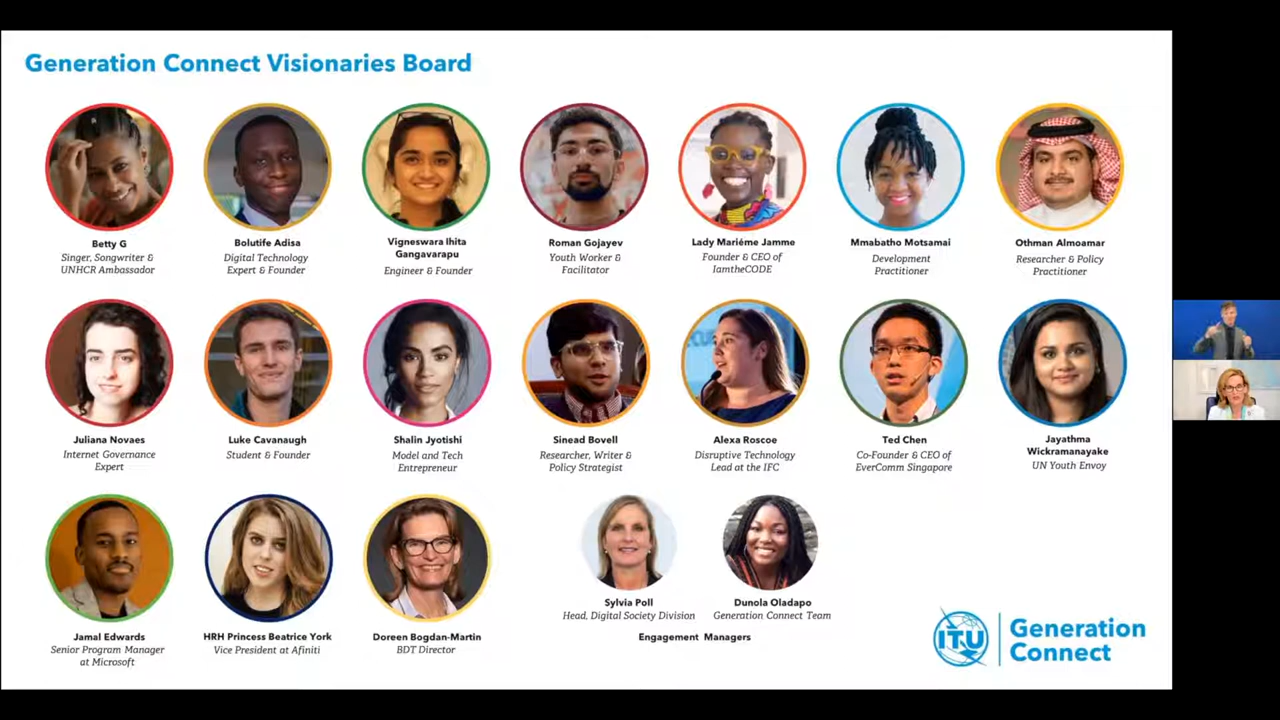 Generation Connect Visionaries Board
Betty G
Singer, Songwriter &
UNHCR Ambassador
Bolutife Adisa
Digital Technology
Expert & Founder
Vigneswara Ihita
Gangavarapu
Engineer & Founder
Roman Gojayev
Youth Worker &
Facilitator
Lady Mariéme Jamme
Founder & CEO of
IamtheCODE
Mmabatho Motsamai
Development
Practitioner
Othman Almoamar
Researcher & Policy
Practitioner
Juliana Novaes
Internet Governance
Expert
Luke Cavanaugh
Student & Founder
Shalin Jyotishi
Model and Tech
Entrepreneur
Sinead Bovell
Researcher, Writer &
Policy Strategist
Alexa Roscoe
Disruptive Technology
Lead at the IFC
Ted Chen
Co-Founder & CEO of
EverComm Singapore
Jayathma
Wickramanayake
UN Youth Envoy
Jamal Edwards
Senior Program Manager
at Microsoft
HRH Princess Beatrice York
Vice President at Afiniti
Doreen Bogdan-Martin
BDT Director
Sylvia Poll
Head, Digital Society Division
Dunola Oladapo
Generation Connect Team
Engagement Managers
ITU
Generation
Connect